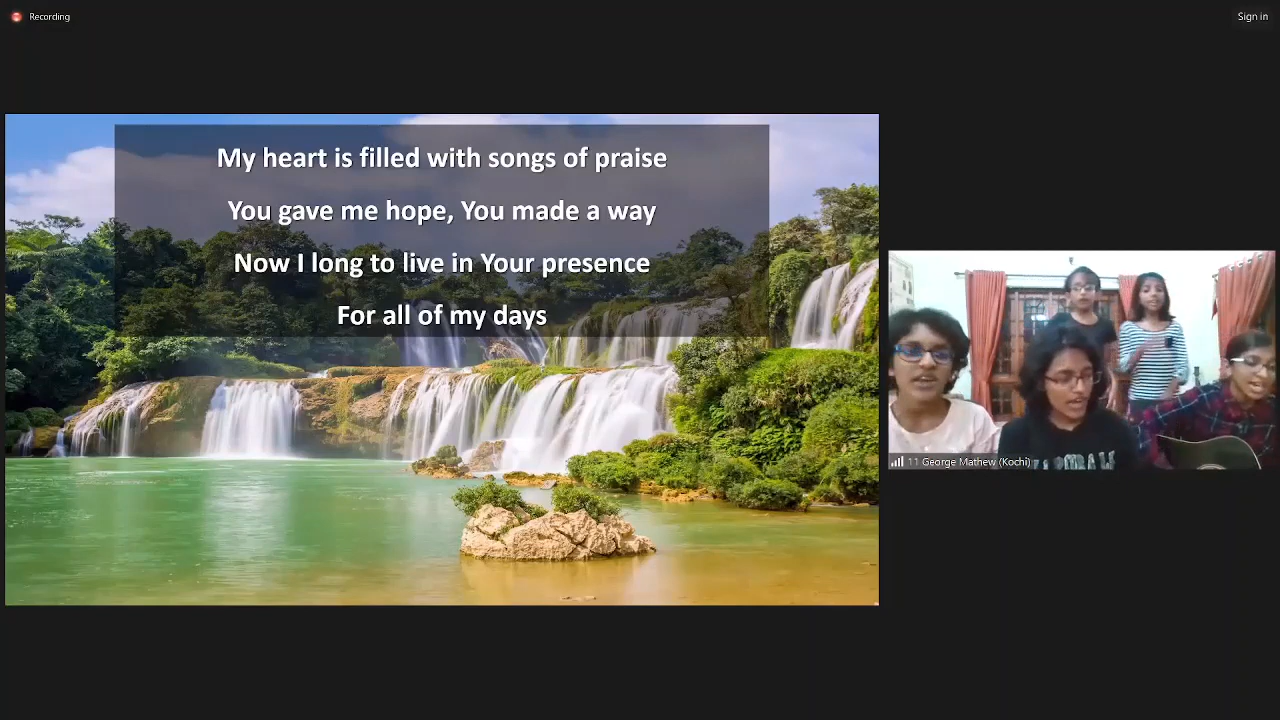 Recording
Sign in
My heart is filled with songs of praise
You gave me hope, You made a way
Now I long to live in Your presence
For all of my days
11 George Mathew (Kochi)